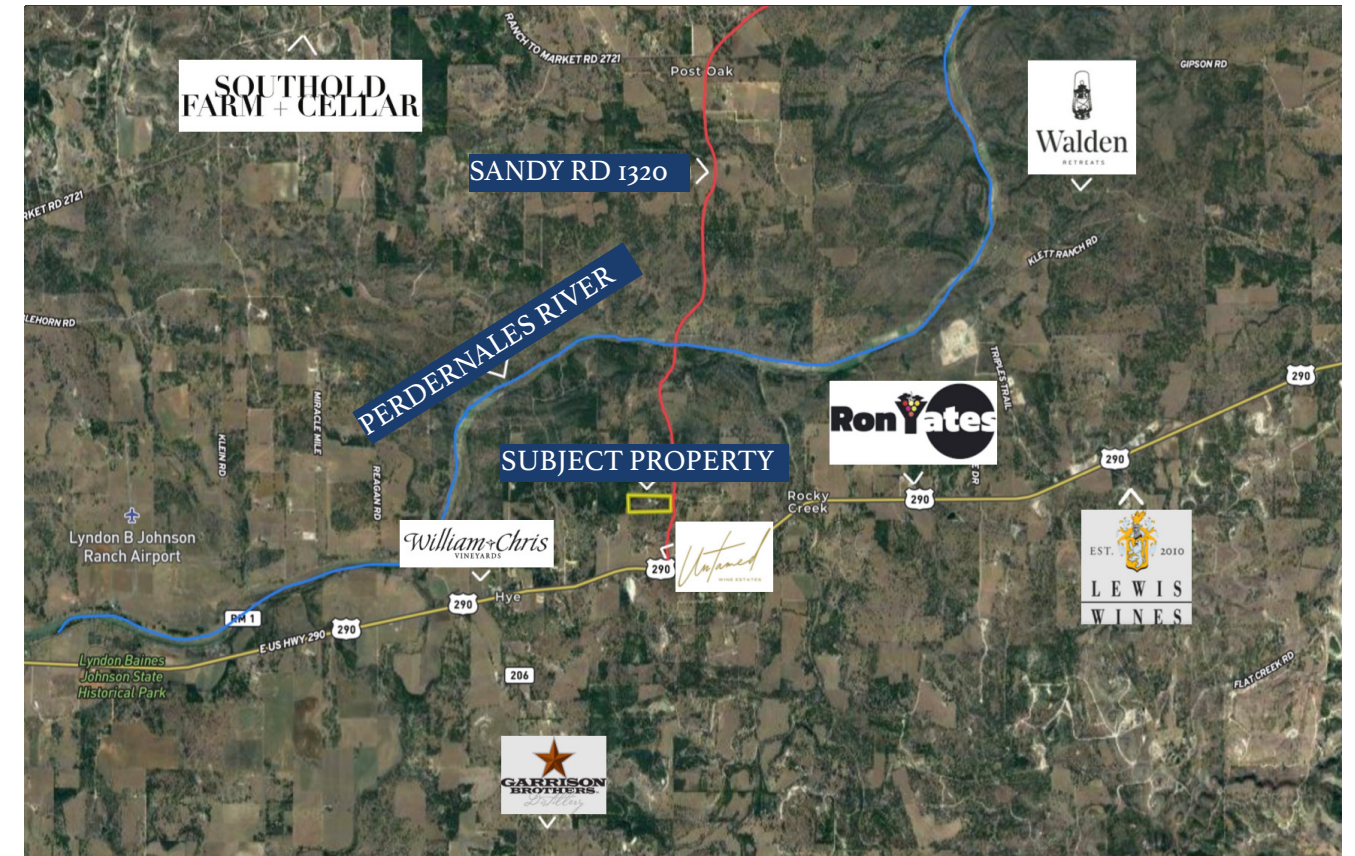 RANCH TO MARKET RD 2721
Post Oak
GIPSON RD
SOUTHOLD
FARM + CELLAR
Walden
RETREATS
SANDY RD 1320
RKET RD 2721
KLETT RANCH RD
PERDERNALES RIVER
LEHORN RD
TRIPLES TRAIL
290
MIRACLE MILE
KLEIN RD
REAGAN RD
Ron Yates
SUBJECT PROPERTY
290
E DR
Rocky
Creek
290
Lyndon B Johnson
Ranch Airport
William Chris
VINEYARDS
Untamed
WINE ESTATES
290
EST. 2010
LEWIS
WINES
Hye
290
RM 1
290
E US HWY 290
Lyndon Baines
Johnson State
Historical Park
206
FLAT CREEK RD
GARRISON
BROTHERS
Distillery